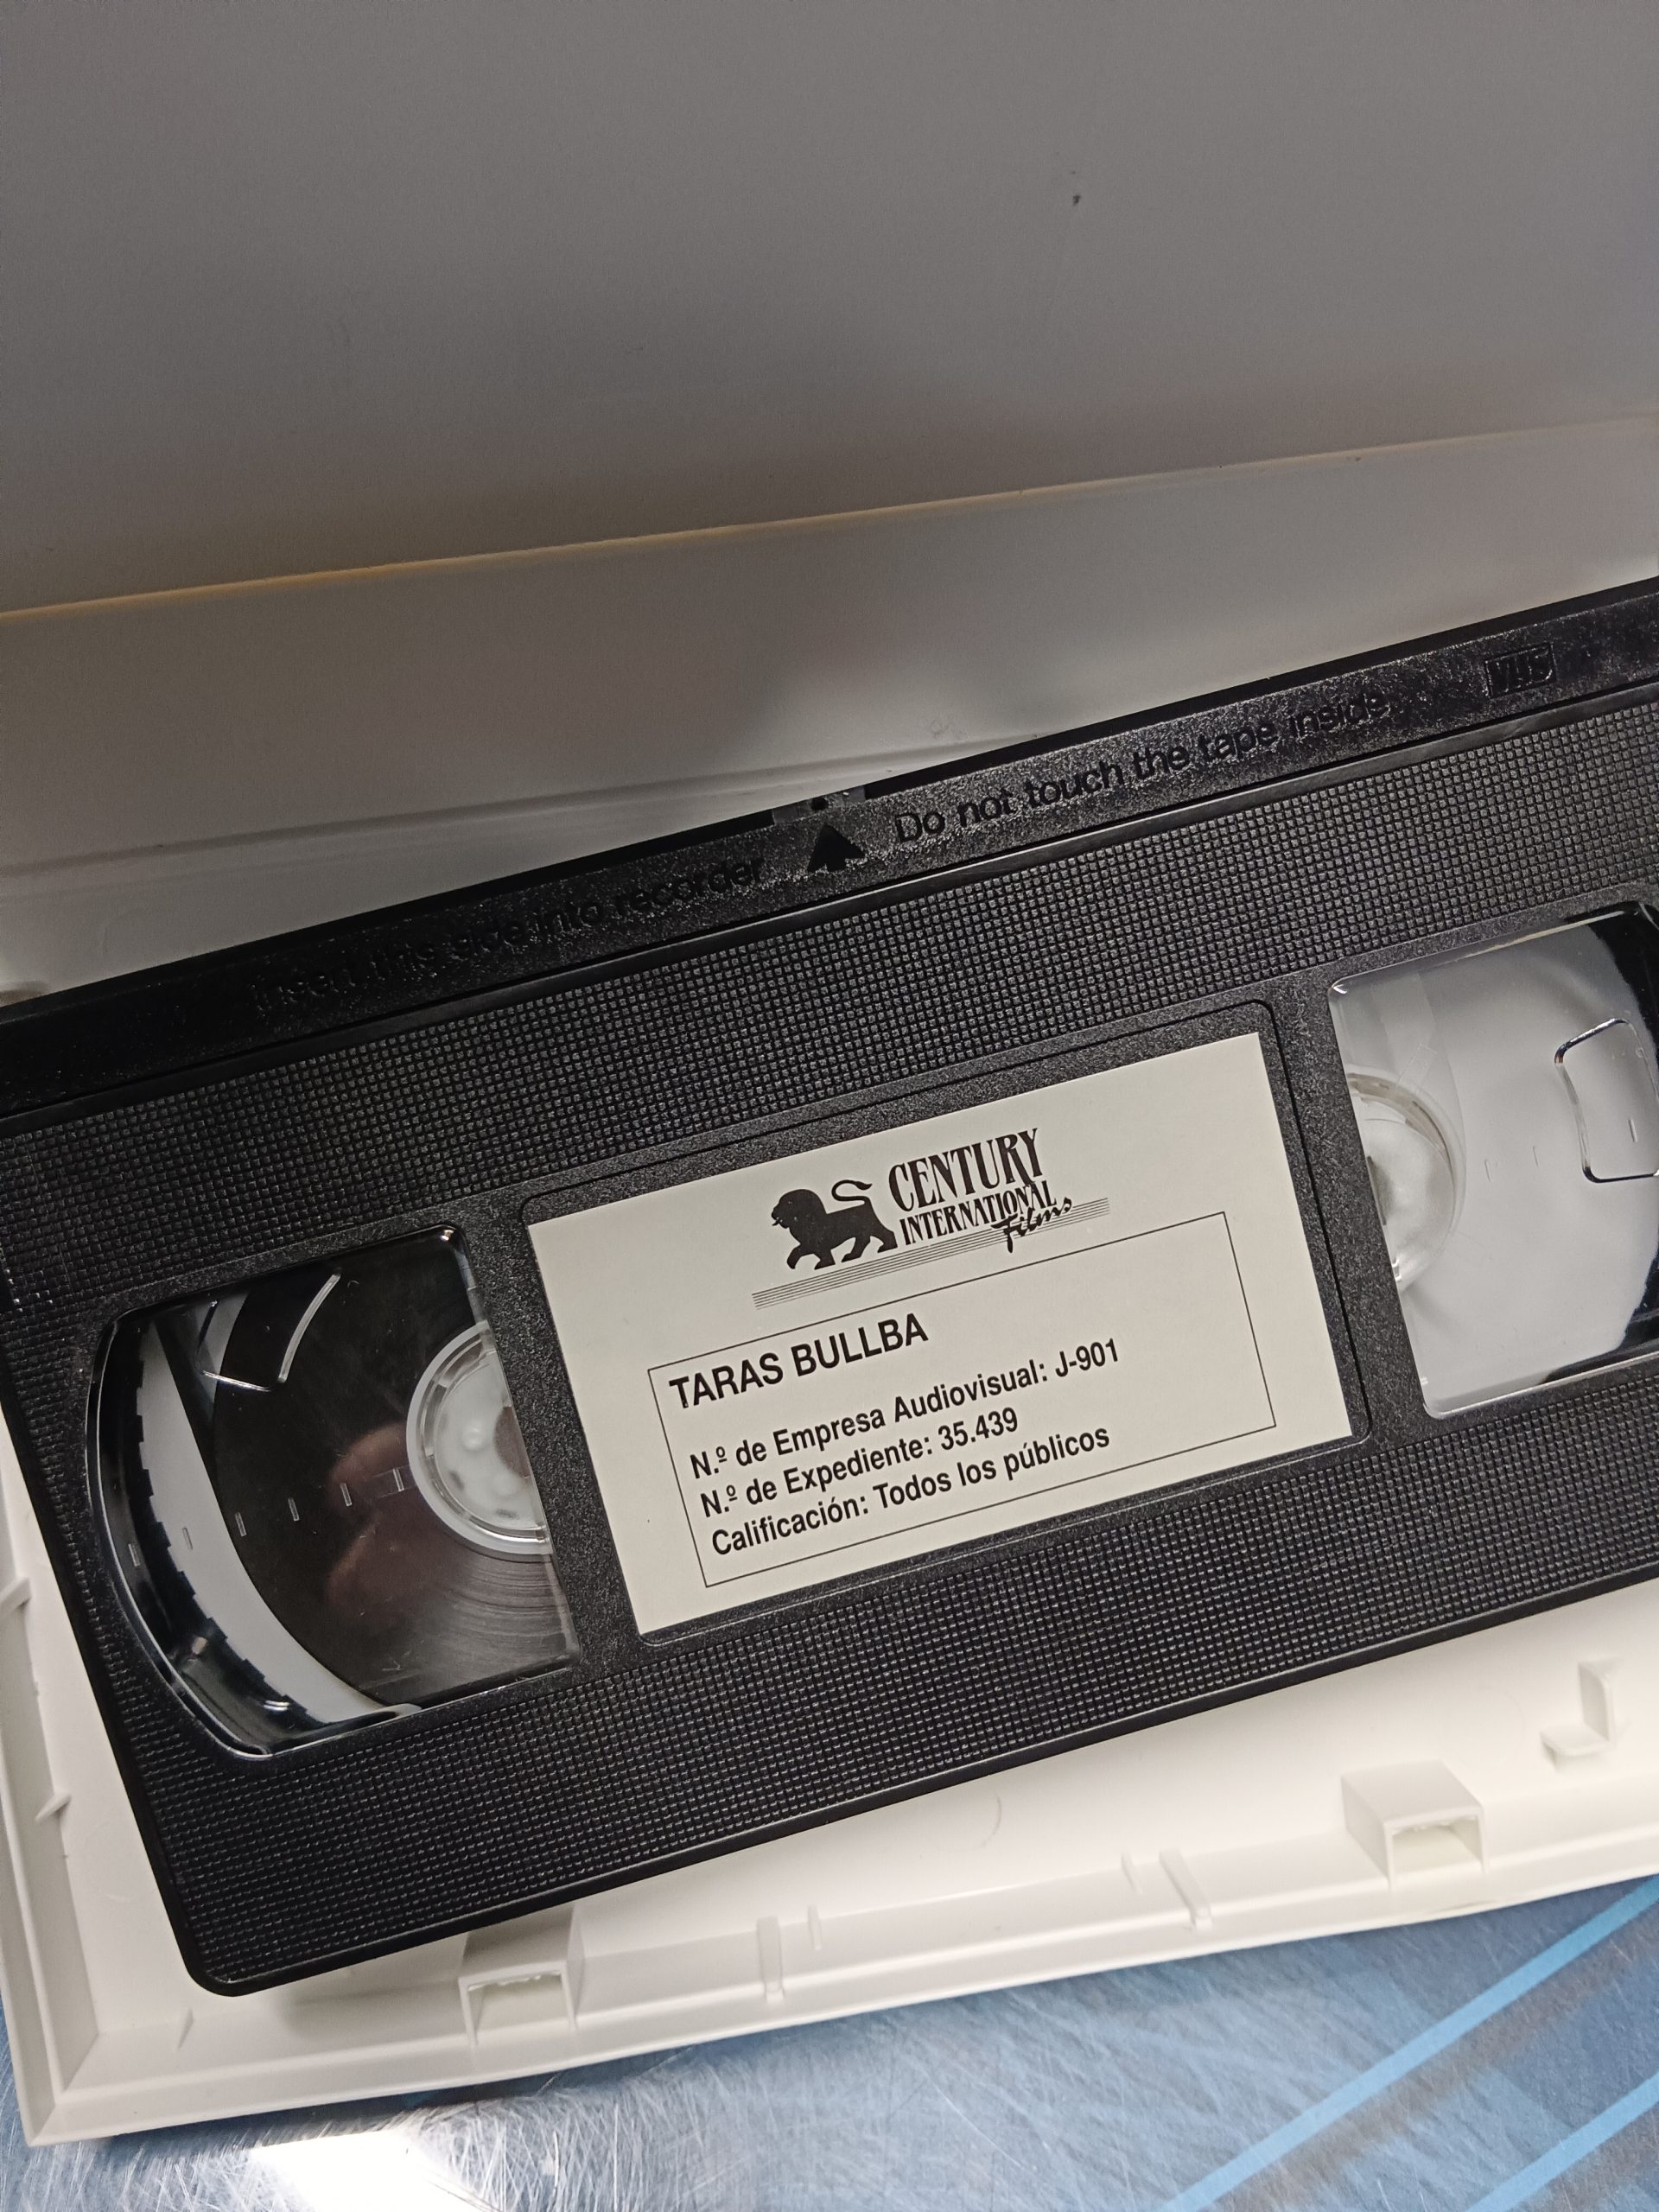 Insert this side into recorder Do not touch the tape inside VHS
CENTURY
INTERNATIONAL
Films
TARAS BULLBA
N.º de Empresa Audiovisual: J-901
N.º de Expediente: 35.439
Calificación: Todos los públicos